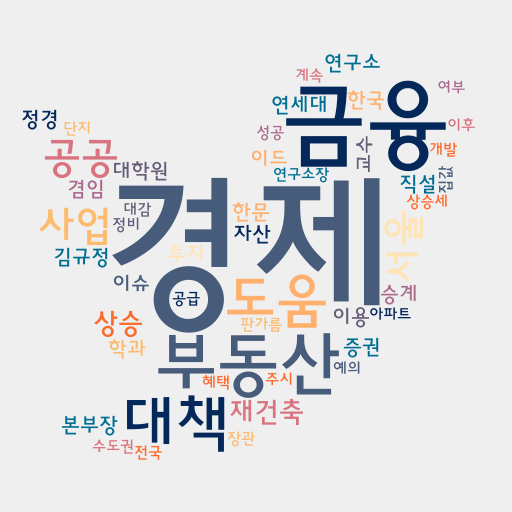 연구소
계속
여부
정경
단지
연세대
금융
한국
이후
성공
공공
대학원
이드
교수
개발
연구소장
직설
집값
겸임
상승세
사업
대감
정비
경제
한문
자산
서울
김규정
투자
이슈
공급
도움
승계
이용
아파트
상승
판가름
학과
부동산
증권
예의
혜택
주시
본부장
대책
재건축
수도권
전국
장관